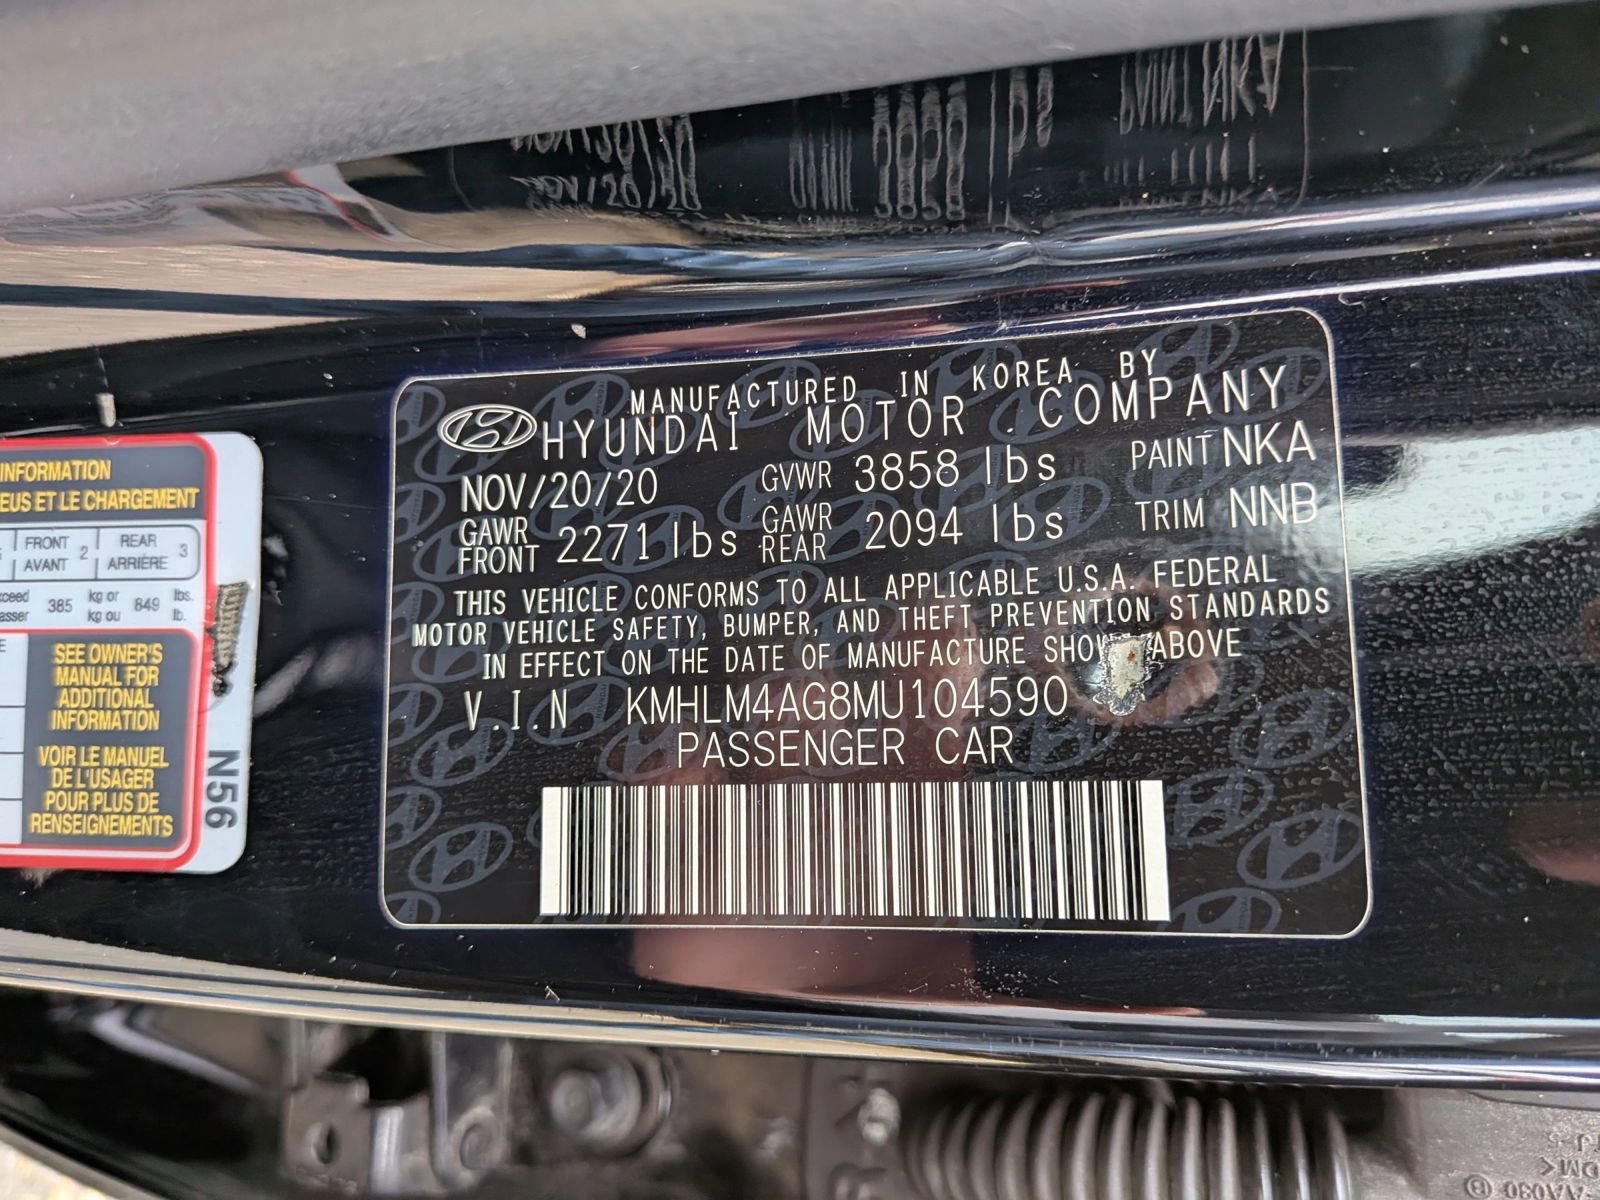 MANUFACTURED IN KOREA BY
HYUNDAI MOTOR COMPANY
NOV/20/20 GVWR 3858 lbs PAINT NKA
GAWR FRONT 2271 lbs GAWR REAR 2094 lbs TRIM NNB
THIS VEHICLE CONFORMS TO ALL APPLICABLE U.S.A. FEDERAL
MOTOR VEHICLE SAFETY, BUMPER, AND THEFT PREVENTION STANDARDS
IN EFFECT ON THE DATE OF MANUFACTURE SHOWN ABOVE
V.I.N KMHLM4AG8MU104590
PASSENGER CAR
INFORMATION
EUS ET LE CHARGEMENT
FRONT AVANT 2 REAR ARRIÈRE 3
385 kg or kg ou 849 lbs. lb.
SEE OWNER'S
MANUAL FOR
ADDITIONAL
INFORMATION
VOIR LE MANUEL
DE L'USAGER
POUR PLUS DE
RENSEIGNEMENTS
N56